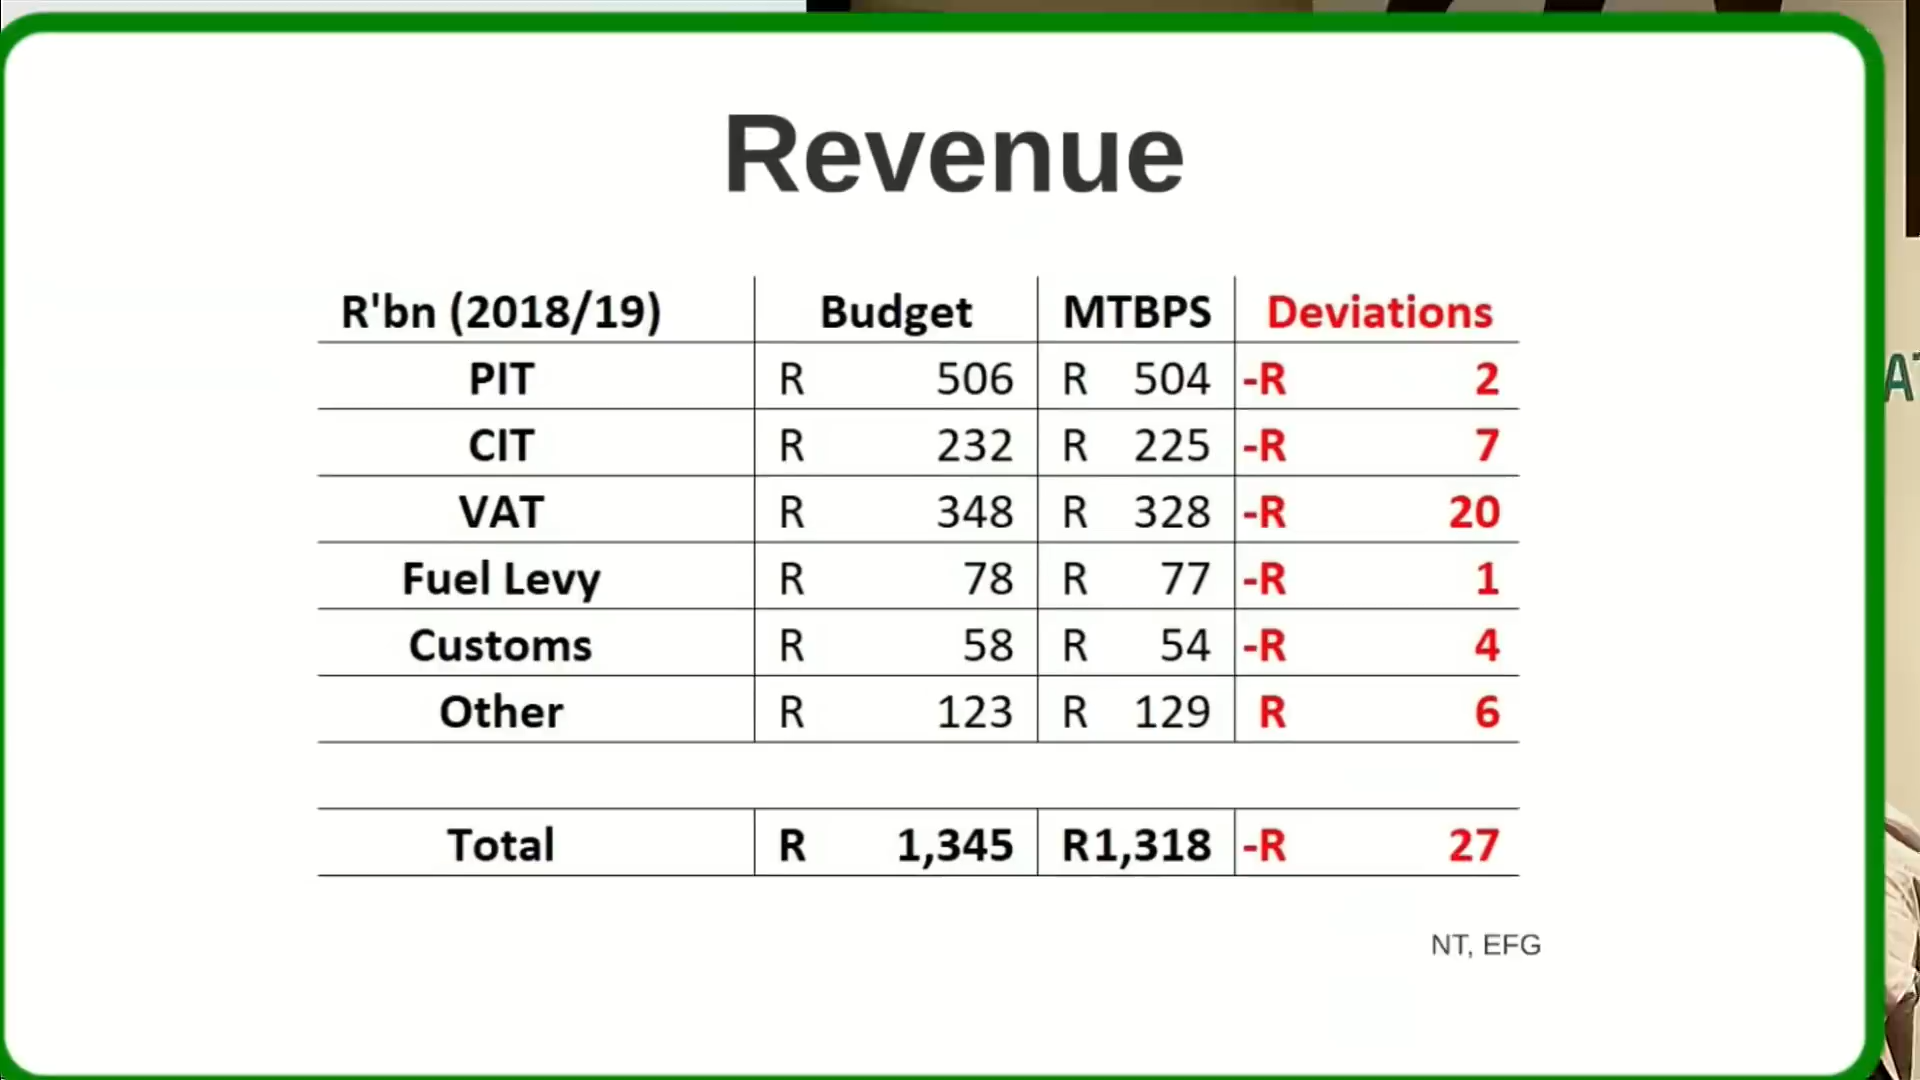 Revenue
R'bn (2018/19) Budget MTBPS Deviations
PIT R 506 R 504 -R 2
CIT R 232 R 225 -R 7
VAT R 348 R 328 -R 20
Fuel Levy R 78 R 77 -R 1
Customs R 58 R 54 -R 4
Other R 123 R 129 R 6
Total R 1,345 R1,318 -R 27
NT, EFG